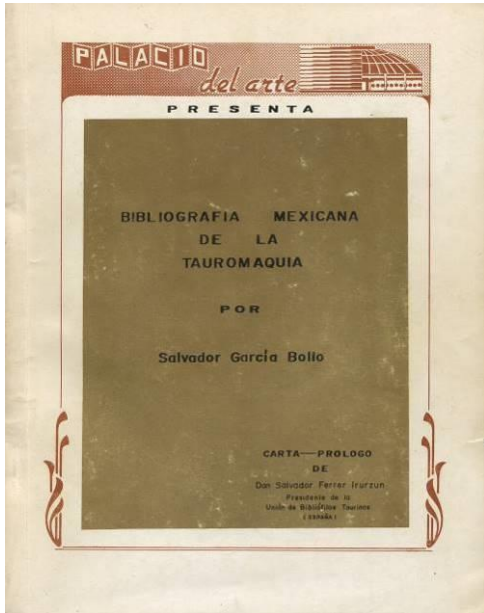 PALACIO
del arte
PRESENTA
BIBLIOGRAFIA MEXICANA
DE LA
TAUROMAQUIA
POR
Salvador García Bollo
CARTA—PROLOGO
DE
Don Salvador Ferrer Irurzun
Presidente de la
Unión de Bibliófilos Taurinos
(ESPAÑA)